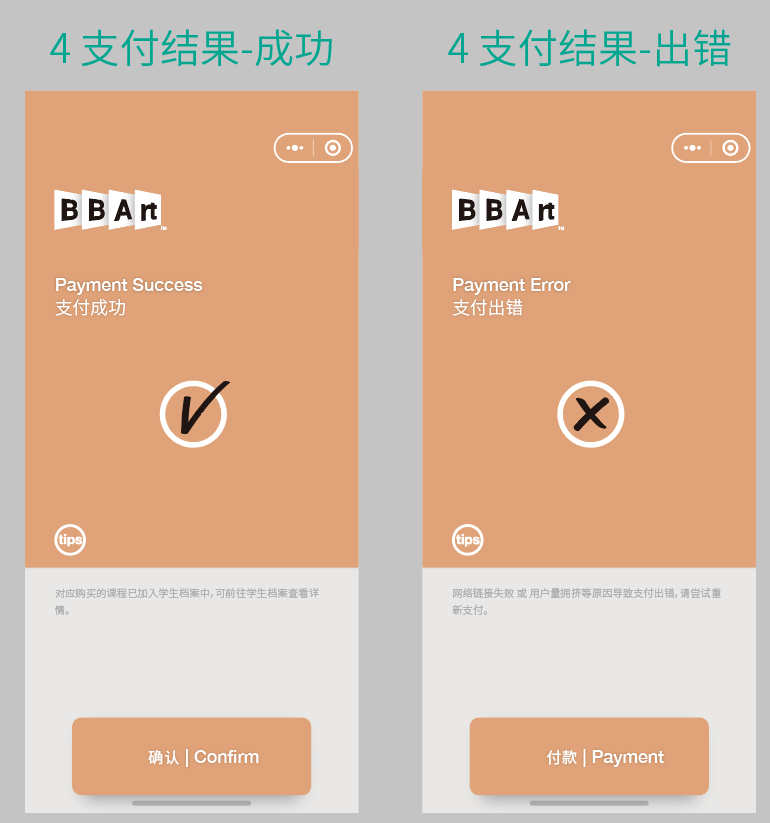 4 支付结果-成功
BBArt™
Payment Success
支付成功
tips
对应购买的课程已加入学生档案中,可前往学生档案查看详
情。
确认 | Confirm
4 支付结果-出错
BBArt™
Payment Error
支付出错
tips
网络链接失败 或 用户量拥挤等原因导致支付出错,请尝试重
新支付。
付款 | Payment